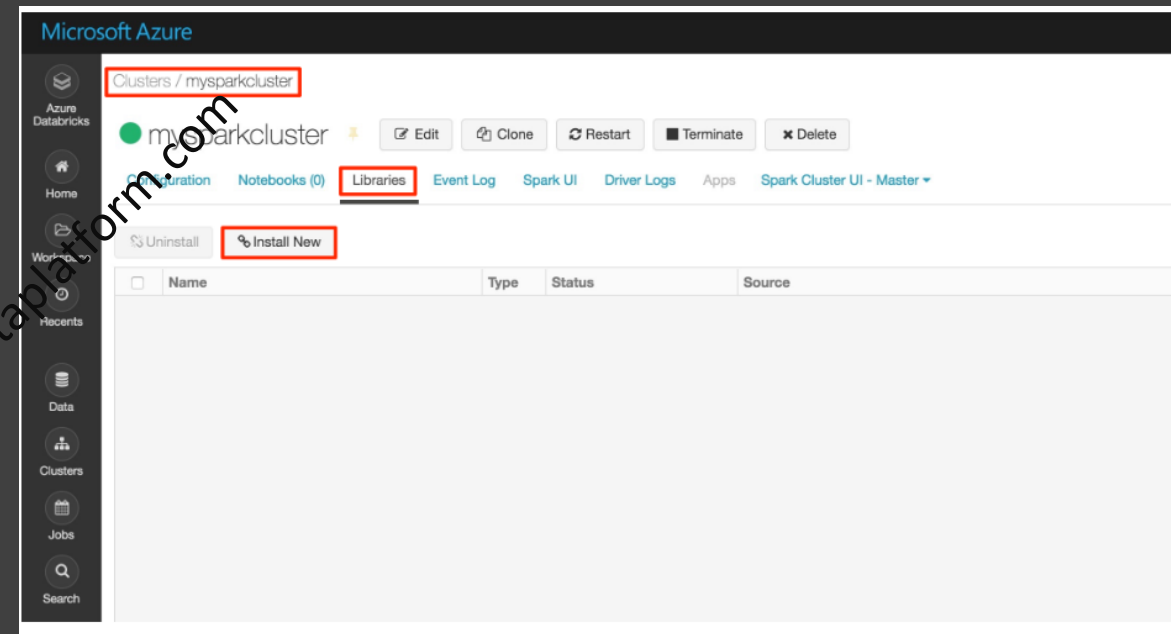 Microsoft Azure
Clusters / mysparkcluster
Azure
Databricks
mysparkcluster Edit Clone Restart Terminate Delete
Home
Configuration Notebooks (0) Libraries Event Log Spark UI Driver Logs Apps Spark Cluster UI - Master
Workspace
Uninstall Install New
Name Type Status Source
Recents
Data
Clusters
Jobs
Search
taplatform.com